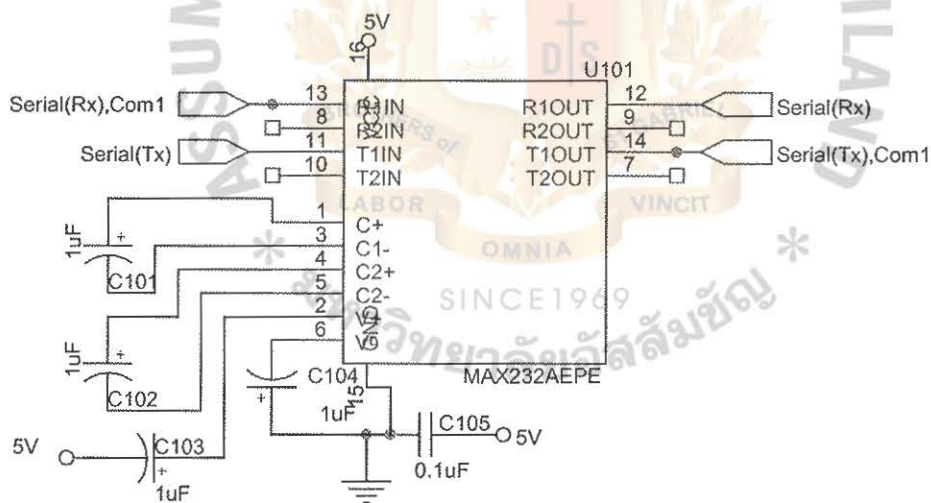 5V
16
U101
Serial(Rx),Com1
13
R1IN
R1OUT
12
Serial(Rx)
8
R2IN
R2OUT
9
Serial(Tx)
11
T1IN
T1OUT
14
Serial(Tx),Com1
10
T2IN
T2OUT
7
LABOR
VINCIT
OMNIA
SINCE1969
1
C+
3
C1-
4
C2+
5
C2-
2
V+
6
1uF
C101
1uF
C102
C104
1uF
15
MAX232AEPE
5V
C103
1uF
C105
5V
0.1uF
D S